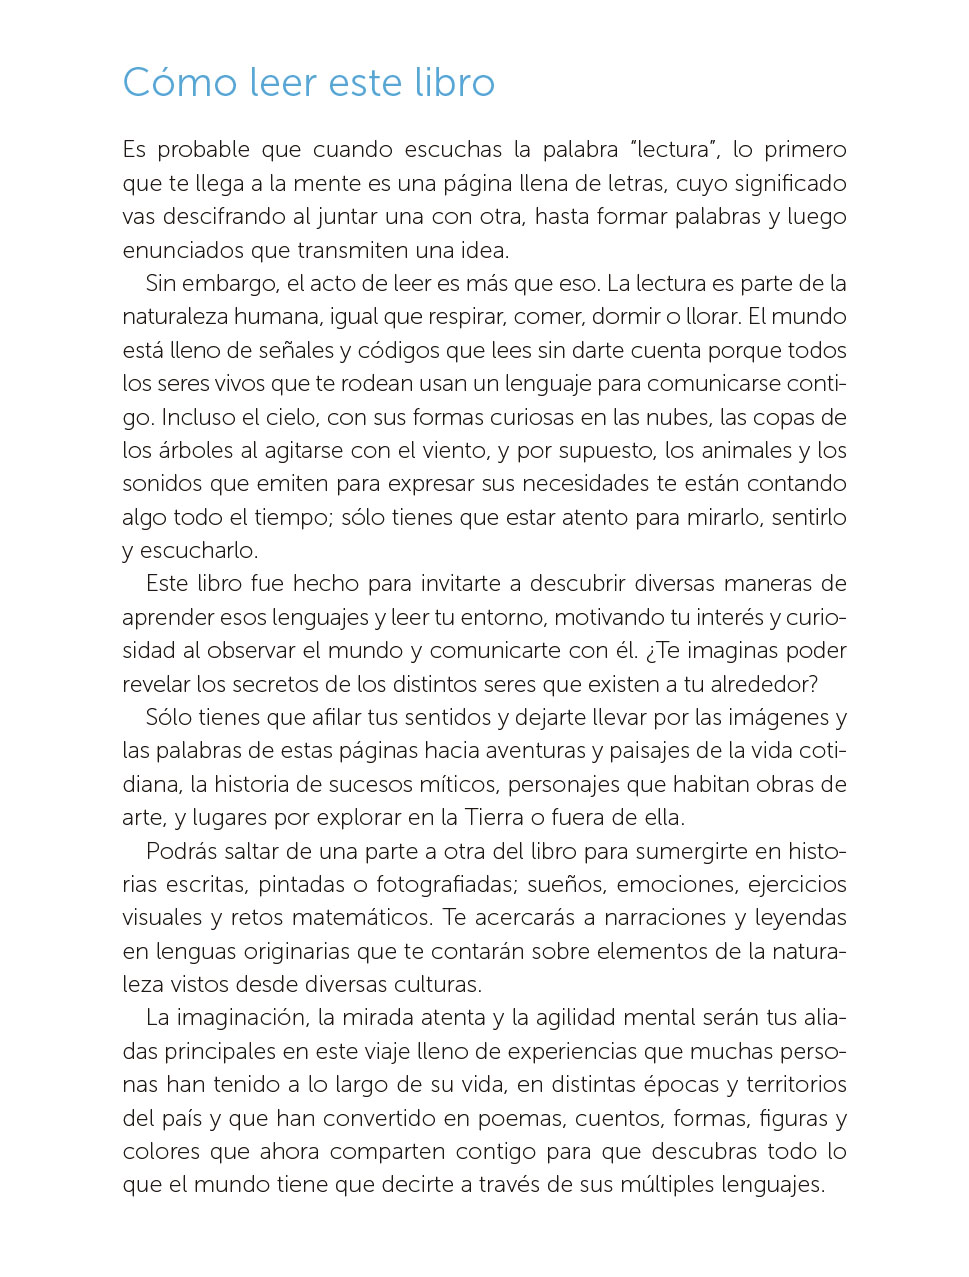 Cómo leer este libro
Es probable que cuando escuchas la palabra “lectura”, lo primero
que te llega a la mente es una página llena de letras, cuyo significado
vas descifrando al juntar una con otra, hasta formar palabras y luego
enunciados que transmiten una idea.
Sin embargo, el acto de leer es más que eso. La lectura es parte de la
naturaleza humana, igual que respirar, comer, dormir o llorar. El mundo
está lleno de señales y códigos que lees sin darte cuenta porque todos
los seres vivos que te rodean usan un lenguaje para comunicarse conti-
go. Incluso el cielo, con sus formas curiosas en las nubes, las copas de
los árboles al agitarse con el viento, y por supuesto, los animales y los
sonidos que emiten para expresar sus necesidades te están contando
algo todo el tiempo; sólo tienes que estar atento para mirarlo, sentirlo
y escucharlo.
Este libro fue hecho para invitarte a descubrir diversas maneras de
aprender esos lenguajes y leer tu entorno, motivando tu interés y curio-
sidad al observar el mundo y comunicarte con él. ¿Te imaginas poder
revelar los secretos de los distintos seres que existen a tu alrededor?
Sólo tienes que afilar tus sentidos y dejarte llevar por las imágenes y
las palabras de estas páginas hacia aventuras y paisajes de la vida coti-
diana, la historia de sucesos míticos, personajes que habitan obras de
arte, y lugares por explorar en la Tierra o fuera de ella.
Podrás saltar de una parte a otra del libro para sumergirte en histo-
rias escritas, pintadas o fotografiadas; sueños, emociones, ejercicios
visuales y retos matemáticos. Te acercarás a narraciones y leyendas
en lenguas originarias que te contarán sobre elementos de la natura-
leza vistos desde diversas culturas.
La imaginación, la mirada atenta y la agilidad mental serán tus alia-
das principales en este viaje lleno de experiencias que muchas perso-
nas han tenido a lo largo de su vida, en distintas épocas y territorios
del país y que han convertido en poemas, cuentos, formas, figuras y
colores que ahora comparten contigo para que descubras todo lo
que el mundo tiene que decirte a través de sus múltiples lenguajes.